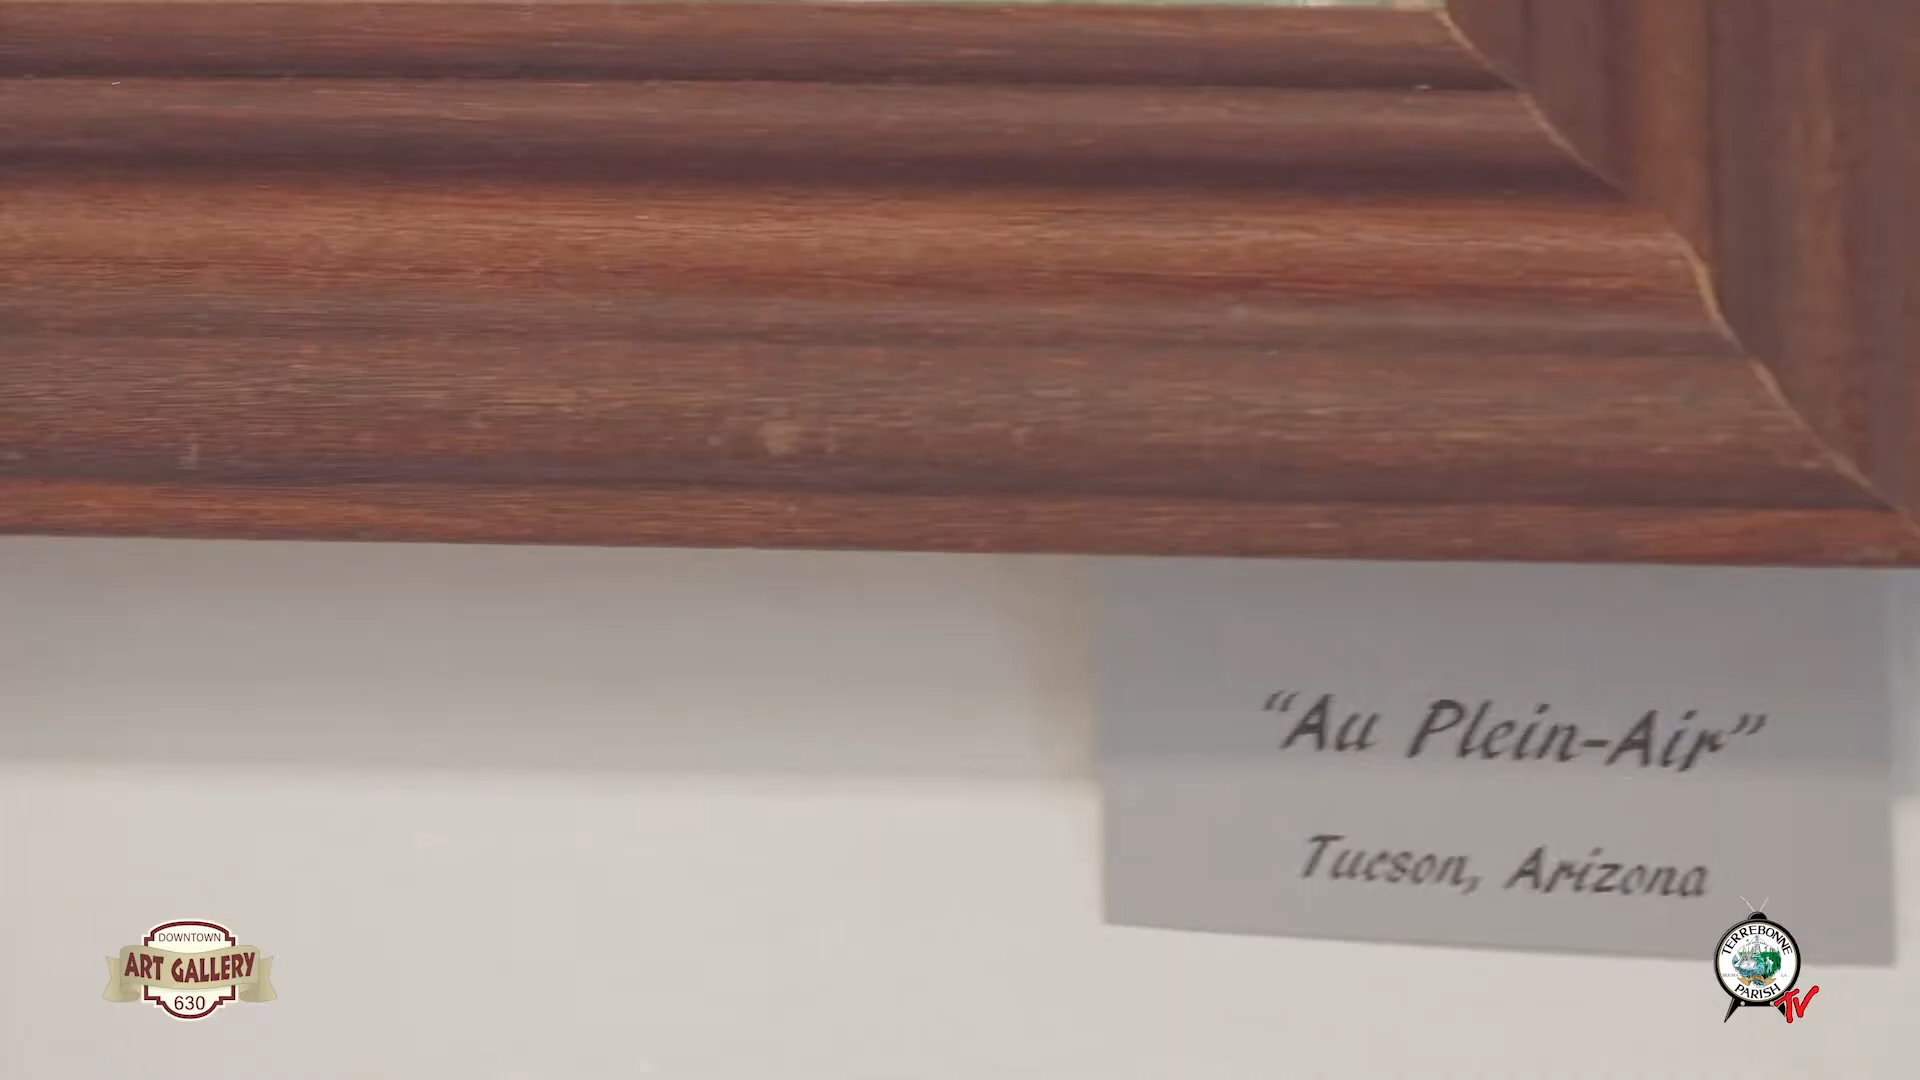 “Au Plein-Air”
Tucson, Arizona
DOWNTOWN
ART GALLERY
630
TERREBONNE
PARISH
TV